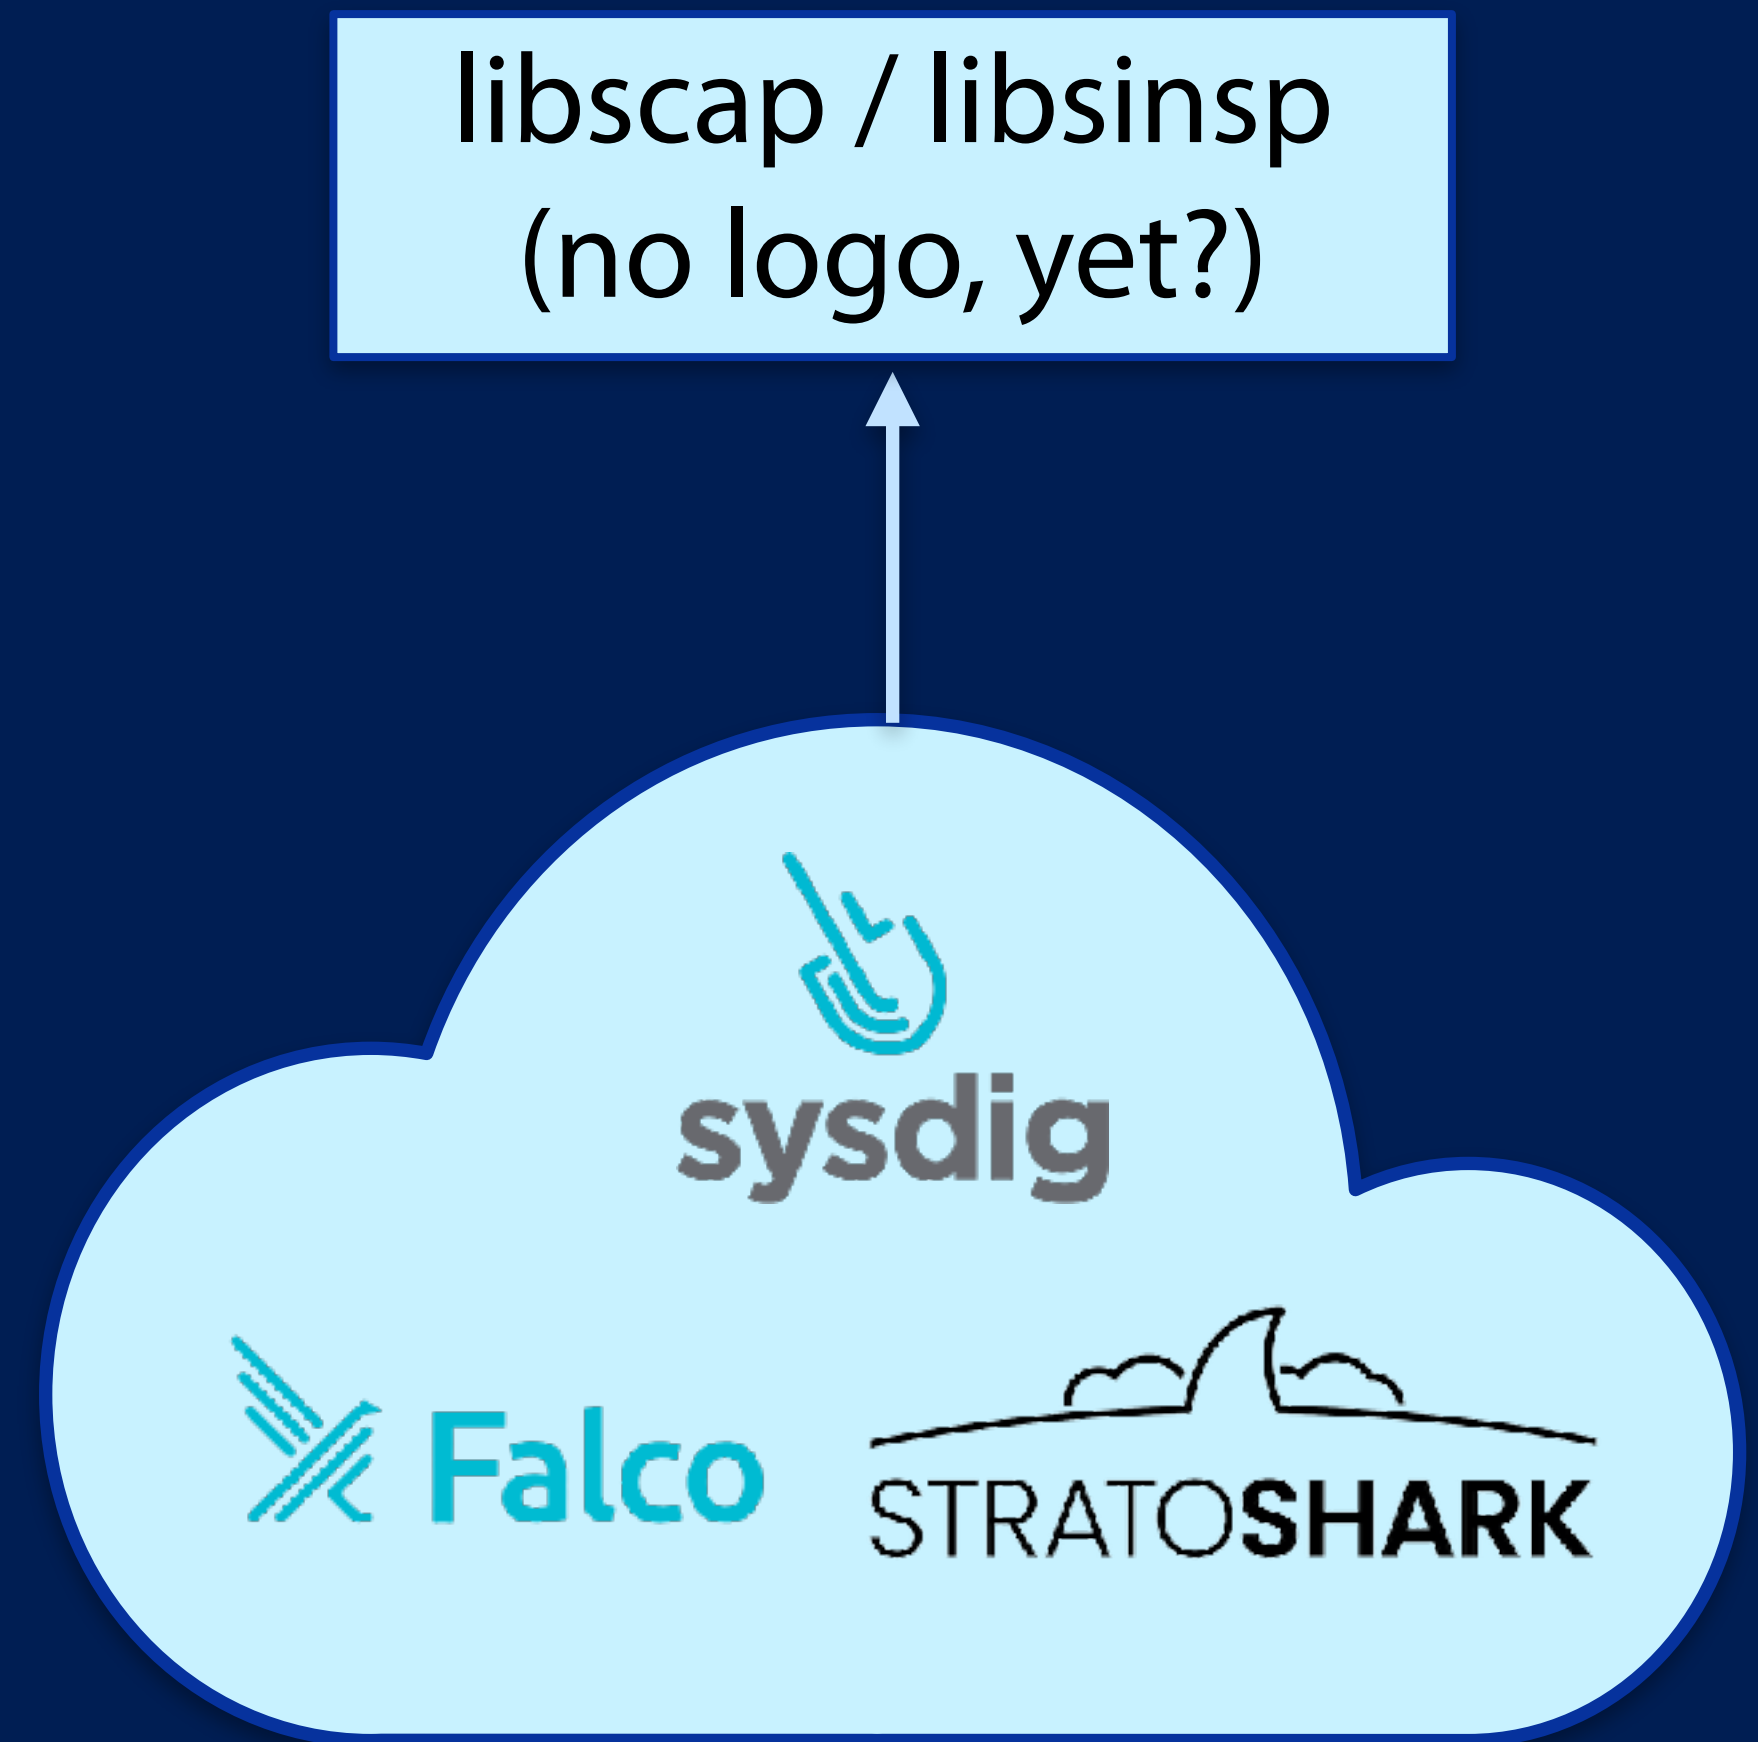 libscap / libsinsp
(no logo, yet?)
sysdig
Falco
STRATOSHARK